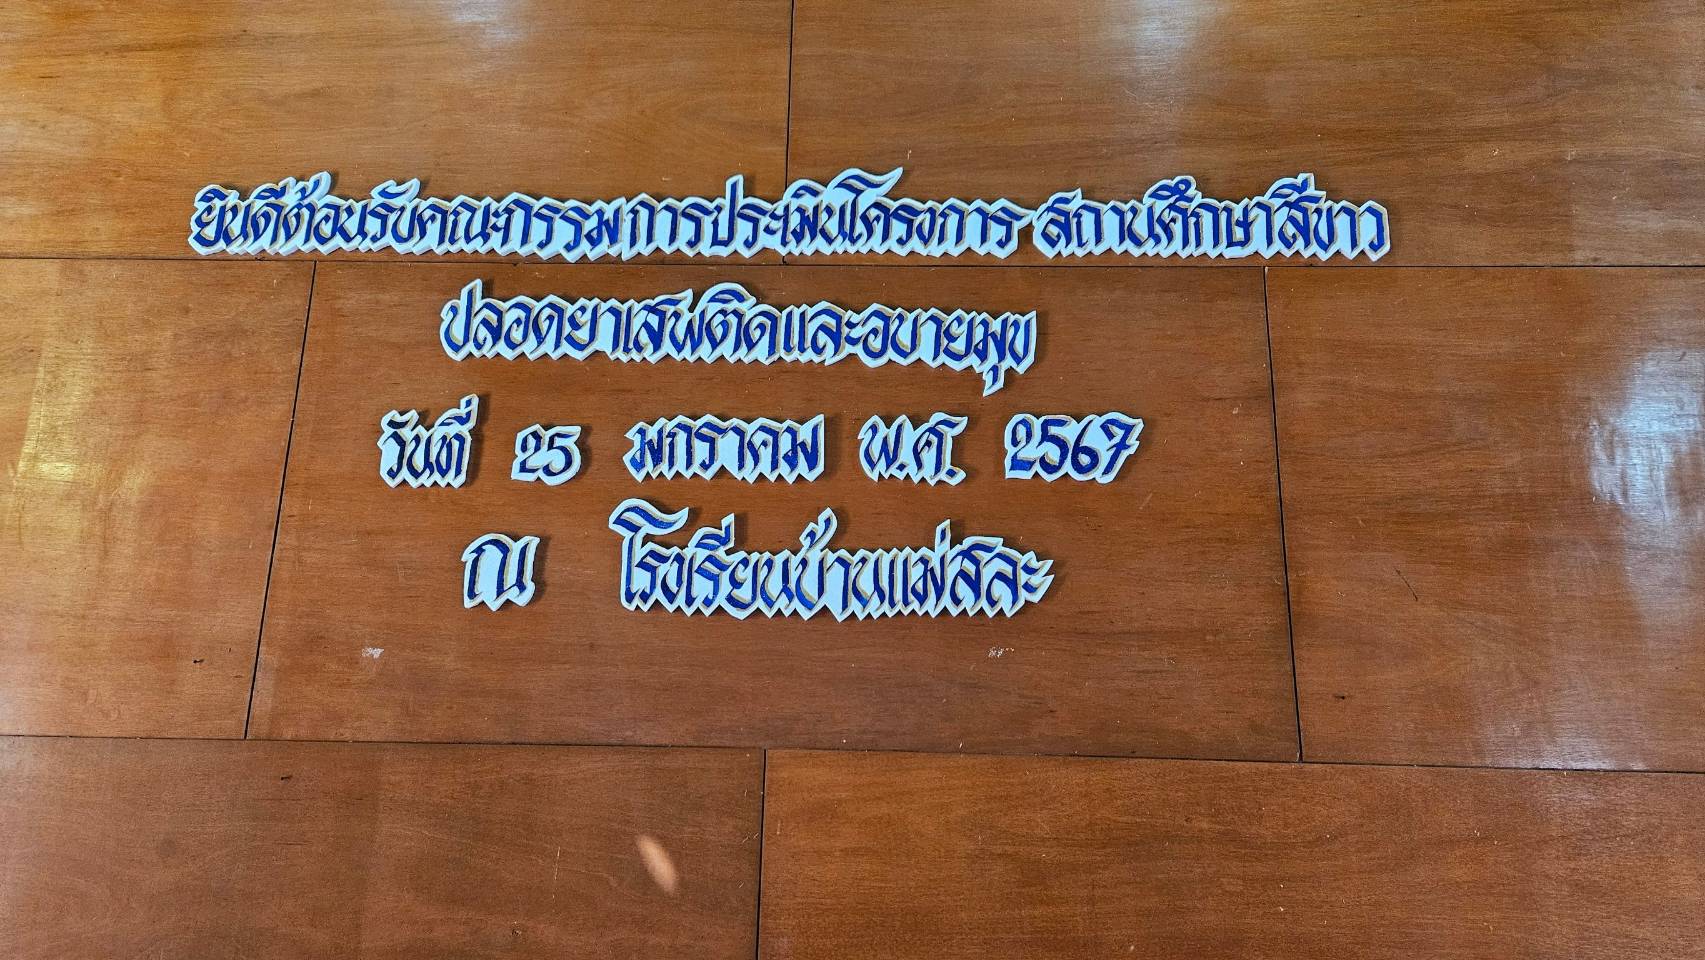 ยินดีต้อนรับคณะกรรมการประเมินโครงการ สถานศึกษาสีขาว
ปลอดยาเสพติดและอบายมุข
วันที่ 25 มกราคม พ.ศ. 2567
ณ โรงเรียนบ้านแม่สละ